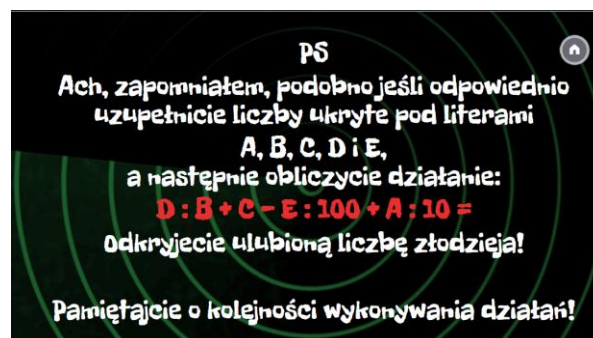 PS
Ach, zapomniałem, podobno jeśli odpowiednio
uzupełnicie liczby ukryte pod literami
A, B, C, D i E,
a następnie obliczycie działanie:
D : B + C - E : 100 + A : 10 =
Odkryjecie ulubioną liczbę złodzieja!
Pamiętajcie o kolejności wykonywania działań!